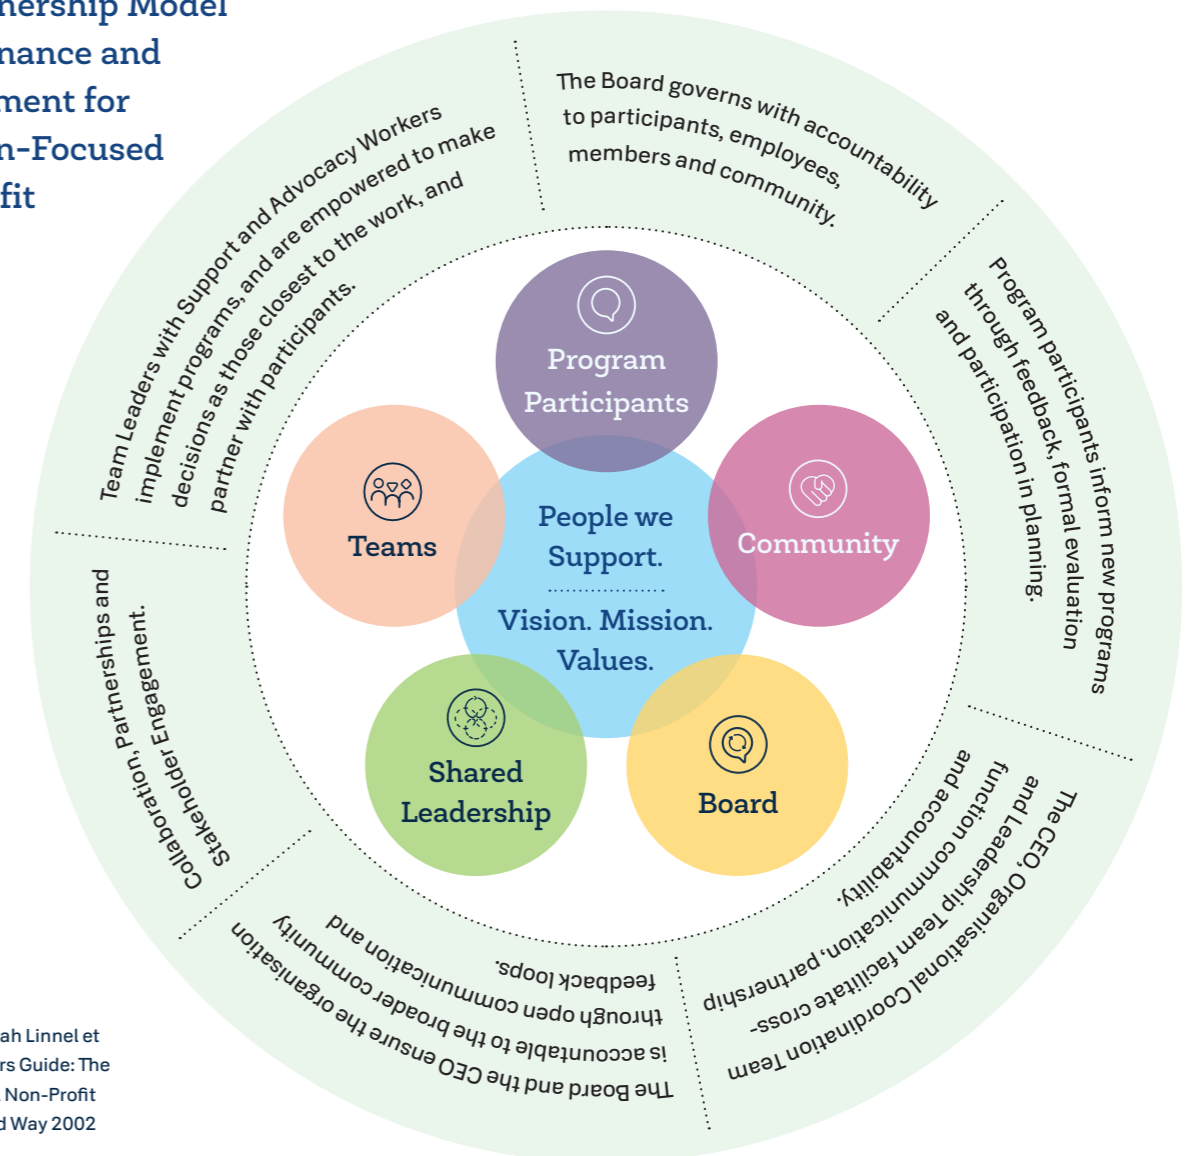 nership Model
nance and
ment for
n-Focused
fit
The Board governs with accountability
to participants, employees,
members and community.
Program participants inform new programs
through feedback, formal evaluation
and participation in planning.
The CEO, Organisational Coordination Team
and Leadership Team facilitate cross-
function communication, partnership
and accountability.
The Board and the CEO ensure the organisation
is accountable to the broader community
through open communication and
feedback loops.
Collaboration, Partnerships and
Stakeholder Engagement.
Team Leaders with Support and Advocacy Workers
implement programs, and are empowered to make
decisions as those closest to the work, and
partner with participants.
Program
Participants
Community
Board
Shared
Leadership
Teams
People we
Support.
Vision. Mission.
Values.
ah Linnel et
rs Guide: The
Non-Profit
d Way 2002